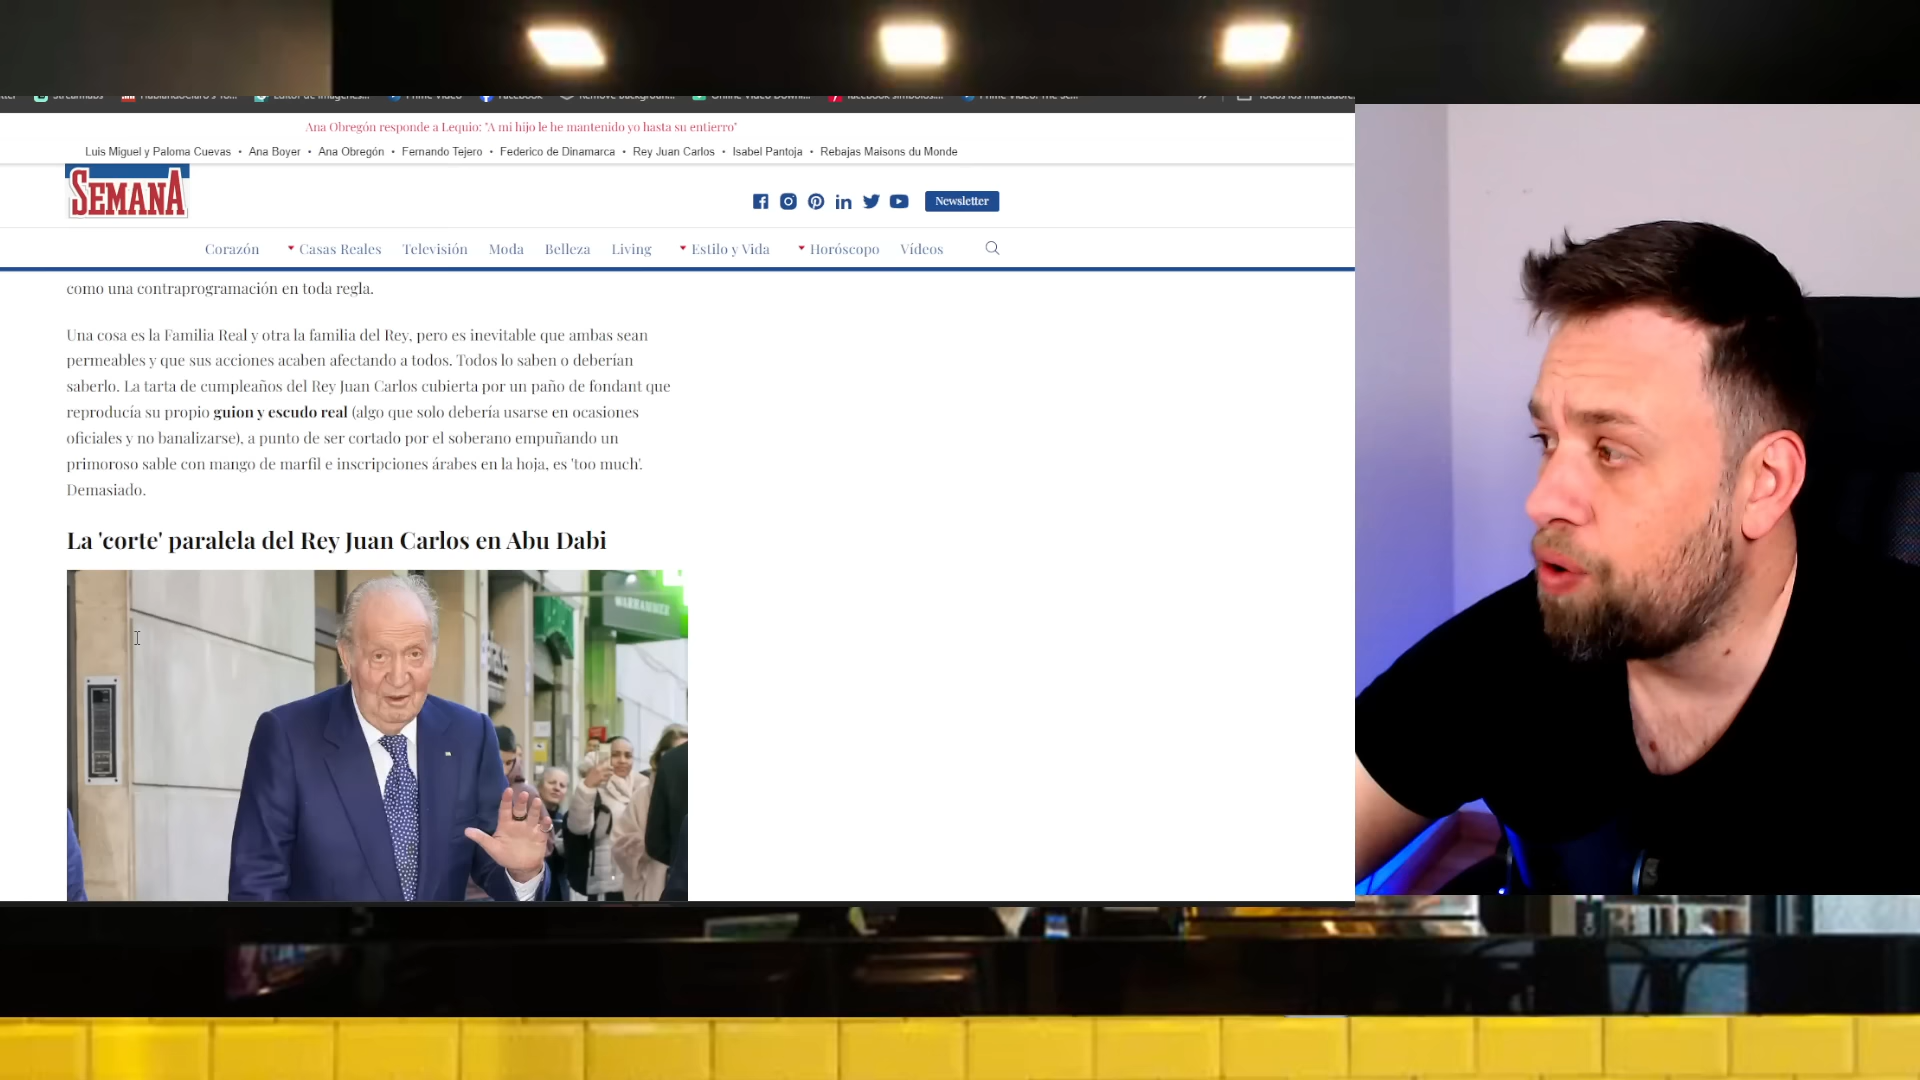 Ana Obregón responde a Lequio: "A mi hijo le he mantenido yo hasta su entierro"
Luis Miguel y Paloma Cuevas • Ana Boyer • Ana Obregón • Fernando Tejero • Federico de Dinamarca • Rey Juan Carlos • Isabel Pantoja • Rebajas Maisons du Monde
SEMANA
Newsletter
Corazón Casas Reales Televisión Moda Belleza Living Estilo y Vida Horóscopo Vídeos
como una contraprogramación en toda regla.
Una cosa es la Familia Real y otra la familia del Rey, pero es inevitable que ambas sean
permeables y que sus acciones acaben afectando a todos. Todos lo saben o deberían
saberlo. La tarta de cumpleaños del Rey Juan Carlos cubierta por un paño de fondant que
reproducía su propio guion y escudo real (algo que solo debería usarse en ocasiones
oficiales y no banalizarse), a punto de ser cortado por el soberano empuñando un
primoroso sable con mango de marfil e inscripciones árabes en la hoja, es 'too much'.
Demasiado.
La 'corte' paralela del Rey Juan Carlos en Abu Dabi
WARHAMMER